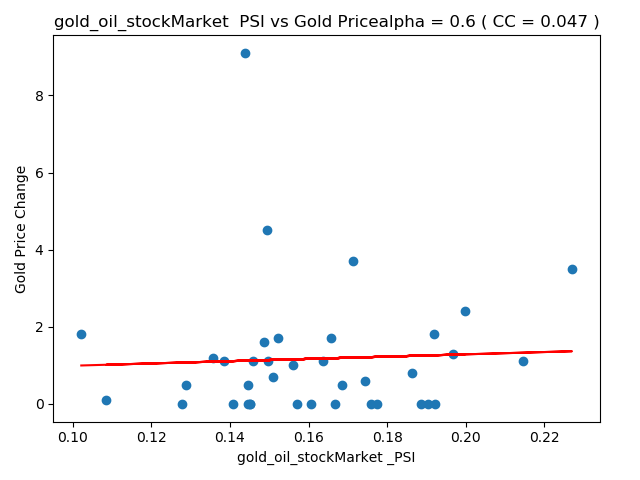 gold_oil_stockMarket  PSI vs Gold Pricealpha = 0.6 ( CC = 0.047 )
8
6
4
2
0
Gold Price Change
0.10 0.12 0.14 0.16 0.18 0.20 0.22
gold_oil_stockMarket _PSI